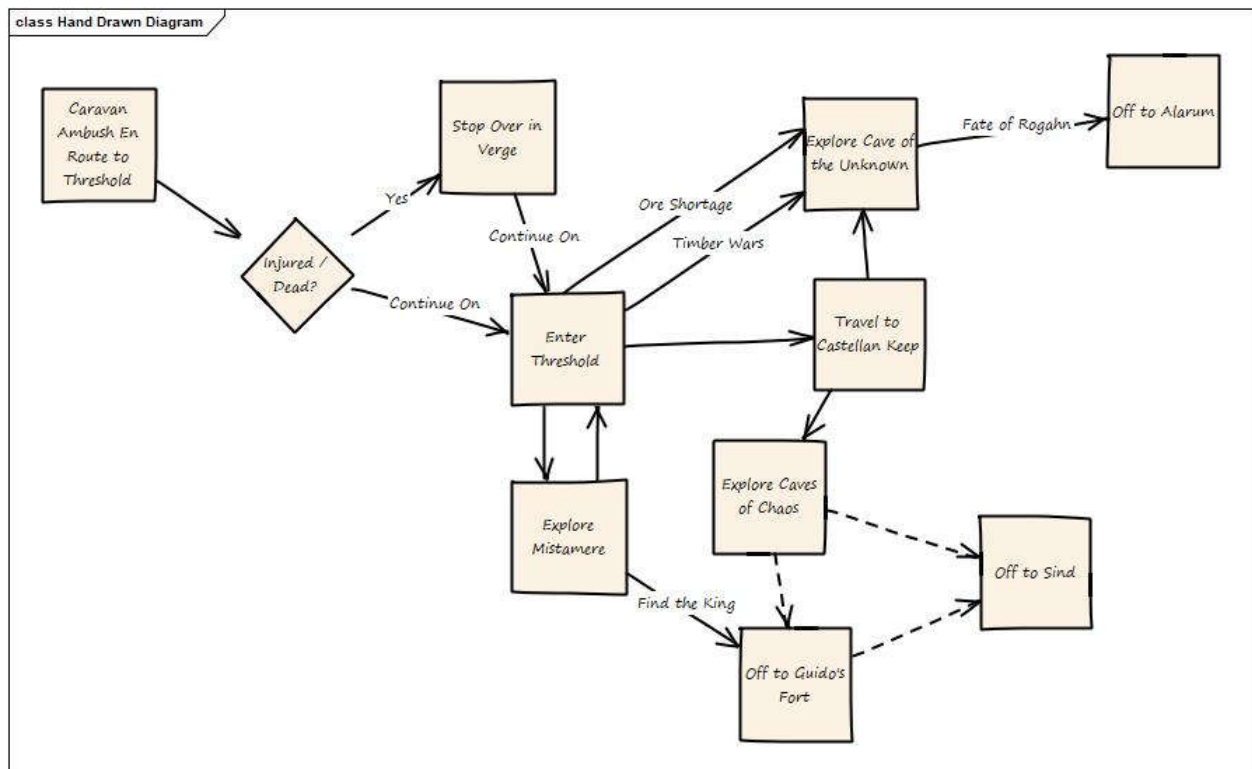 class Hand Drawn Diagram
Caravan
Ambush En
Route to
Threshold
Injured /
Dead?
Yes
Continue On
Stop Over in
Verge
Continue On
Enter
Threshold
Ore Shortage
Timber Wars
Explore Cave of
the Unknown
Fate of Rogahn
Off to Alarum
Travel to
Castellan Keep
Explore
Mistamere
Find the King
Explore Caves
of Chaos
Off to Guido's
Fort
Off to Sind